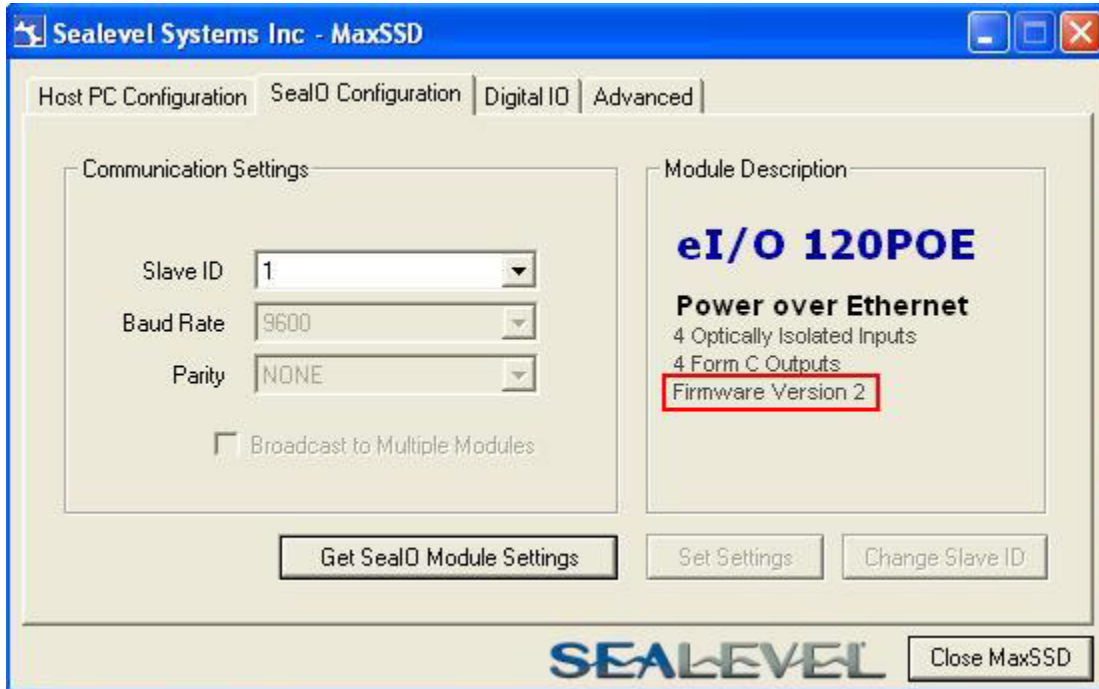 Sealevel Systems Inc - MaxSSD
Host PC Configuration
SeaIO Configuration
Digital IO
Advanced
Communication Settings
Slave ID
1
Baud Rate
9600
Parity
NONE
Broadcast to Multiple Modules
Module Description
eI/O 120POE
Power over Ethernet
4 Optically Isolated Inputs
4 Form C Outputs
Firmware Version 2
Get SeaIO Module Settings
Set Settings
Change Slave ID
SEALEVEL
Close MaxSSD